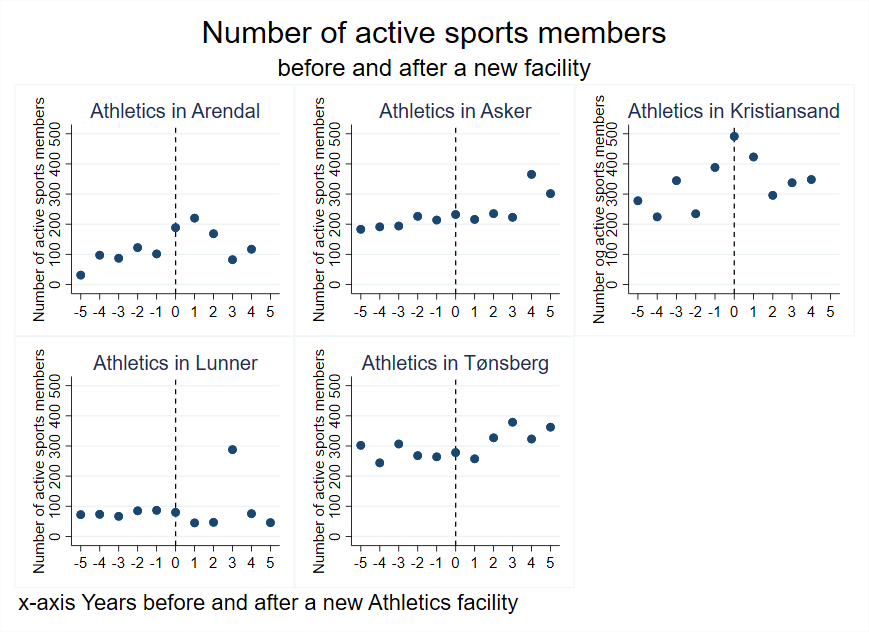 Number of active sports members
before and after a new facility
Athletics in Arendal
Number of active sports members
0 100 200 300 400 500
-5 -4 -3 -2 -1 0 1 2 3 4 5
Athletics in Asker
Number of active sports members
0 100 200 300 400 500
-5 -4 -3 -2 -1 0 1 2 3 4 5
Athletics in Kristiansand
Number og active sports members
0 100 200 300 400 500
-5 -4 -3 -2 -1 0 1 2 3 4 5
Athletics in Lunner
Number of active sports members
0 100 200 300 400 500
-5 -4 -3 -2 -1 0 1 2 3 4 5
Athletics in Tønsberg
Number of active sports members
0 100 200 300 400 500
-5 -4 -3 -2 -1 0 1 2 3 4 5
x-axis Years before and after a new Athletics facility